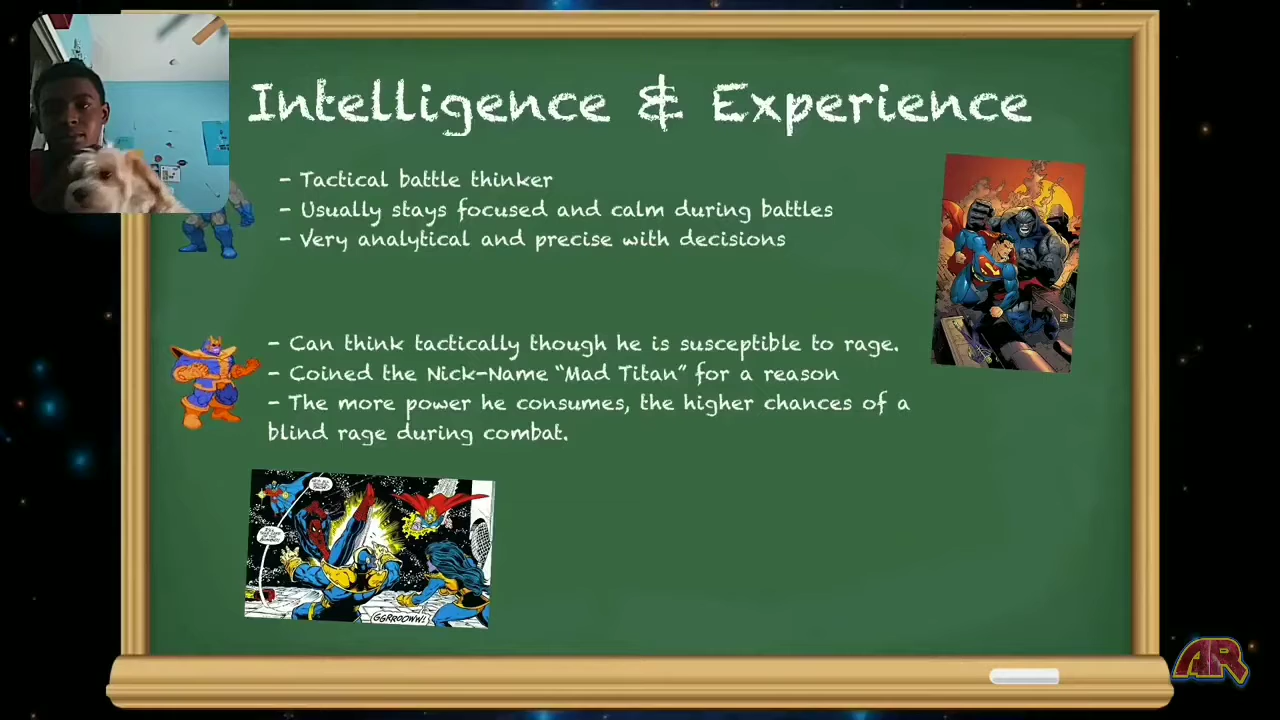 Intelligence & Experience
- Tactical battle thinker
- Usually stays focused and calm during battles
- Very analytical and precise with decisions
- Can think tactically though he is susceptible to rage.
- Coined the Nick-Name “Mad Titan” for a reason
- The more power he consumes, the higher chances of a
blind rage during combat.
GGRROOWW!
AR